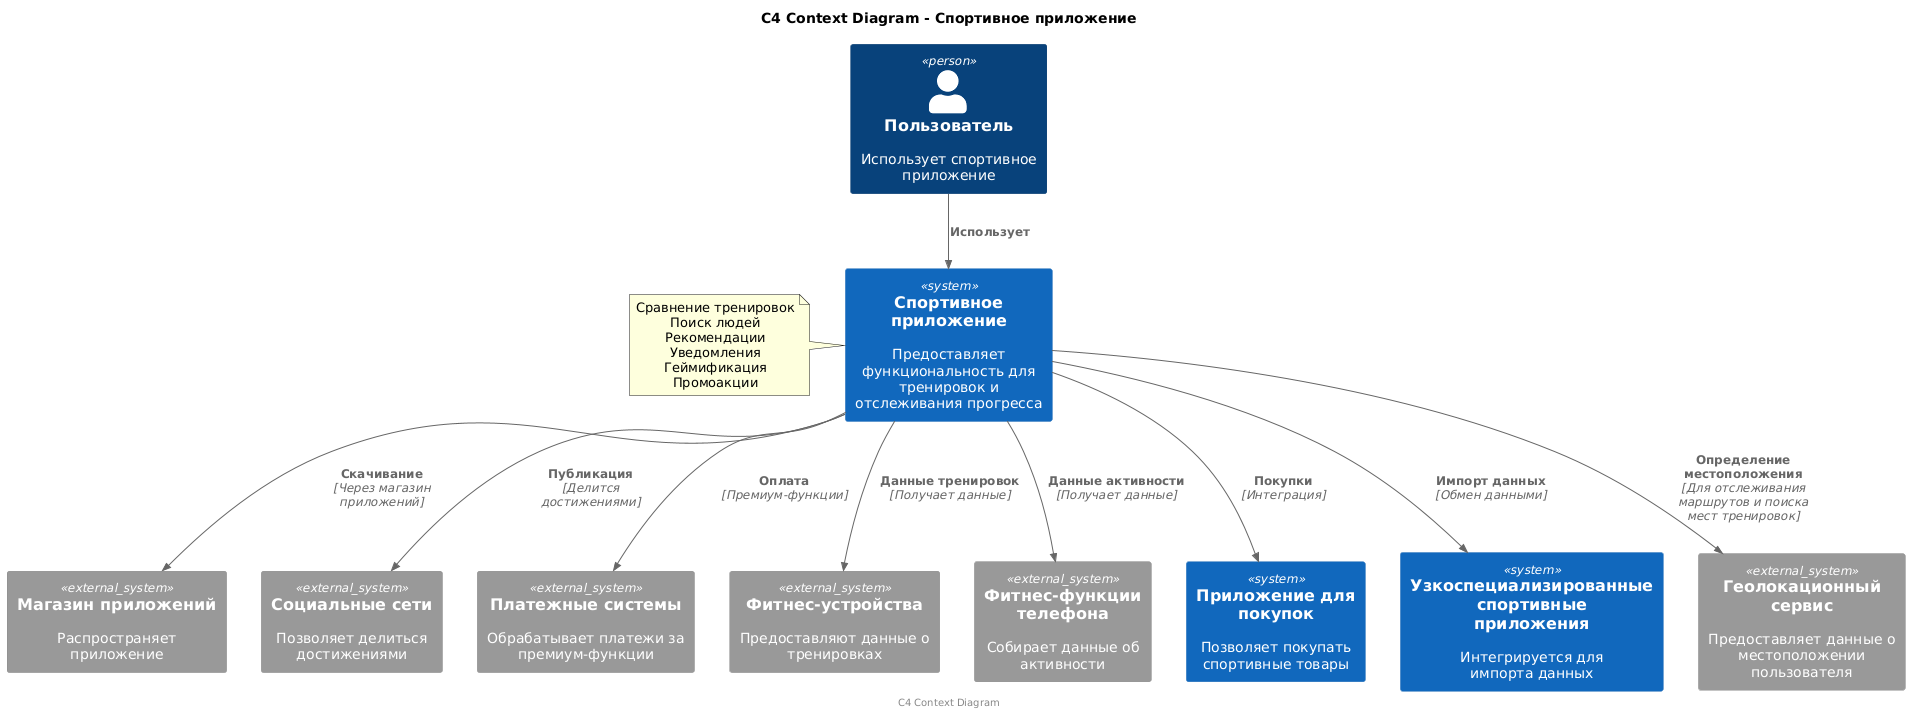 C4 Context Diagram - Спортивное приложение
«person»
Пользователь
Использует спортивное
приложение
Использует
Сравнение тренировок
Поиск людей
Рекомендации
Уведомления
Геймификация
Промоакции
«system»
Спортивное
приложение
Предоставляет
функциональность для
тренировок и
отслеживания прогресса
Скачивание
[Через магазин
приложений]
Публикация
[Делится
достижениями]
Оплата
[Премиум-функции]
Данные тренировок
[Получает данные]
Данные активности
[Получает данные]
Покупки
[Интеграция]
Импорт данных
[Обмен данными]
Определение
местоположения
[Для отслеживания
маршрутов и поиска
мест тренировок]
«external_system»
Магазин приложений
Распространяет
приложение
«external_system»
Социальные сети
Позволяет делиться
достижениями
«external_system»
Платежные системы
Обрабатывает платежи за
премиум-функции
«external_system»
Фитнес-устройства
Предоставляют данные о
тренировках
«external_system»
Фитнес-функции
телефона
Собирает данные об
активности
«system»
Приложение для
покупок
Позволяет покупать
спортивные товары
«system»
Узкоспециализированные
спортивные
приложения
Интегрируется для
импорта данных
«external_system»
Геолокационный
сервис
Предоставляет данные о
местоположении
пользователя
C4 Context Diagram